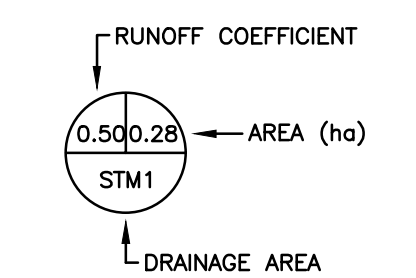 RUNOFF COEFFICIENT
0.50 0.28
AREA (ha)
STM1
DRAINAGE AREA